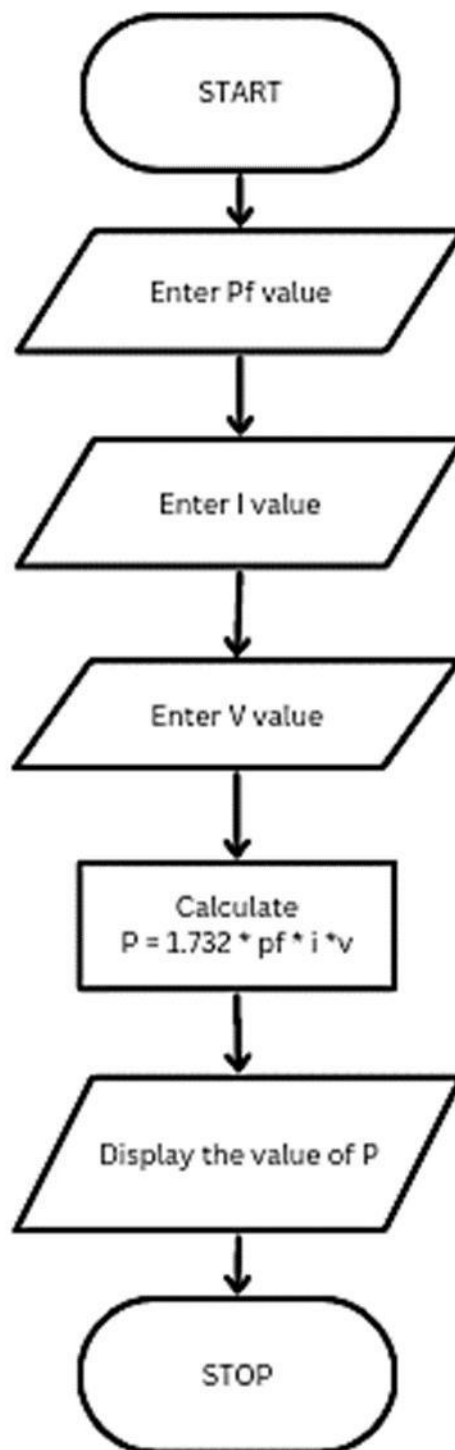 START
Enter Pf value
Enter I value
Enter V value
Calculate
P = 1.732 * pf * i *v
Display the value of P
STOP